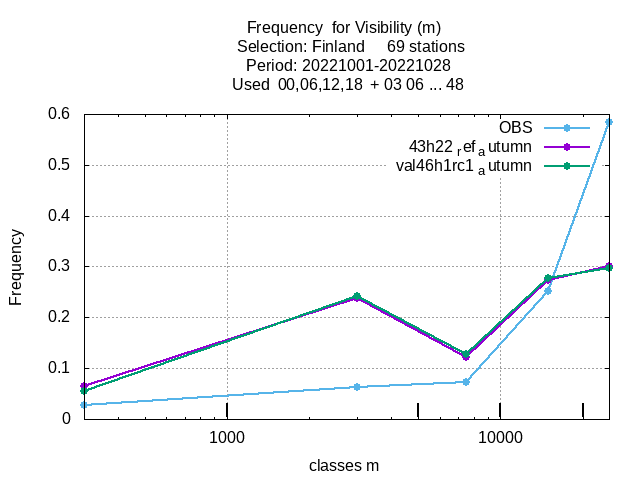 Frequency  for Visibility (m)
Selection: Finland     69 stations
Period: 20221001-20221028
Used  00,06,12,18  + 03 06 ... 48
OBS
43h22 ref a utumn
val46h1rc1 a utumn
0.6
0.5
0.4
0.3
0.2
0.1
0
Frequency
1000
10000
classes m